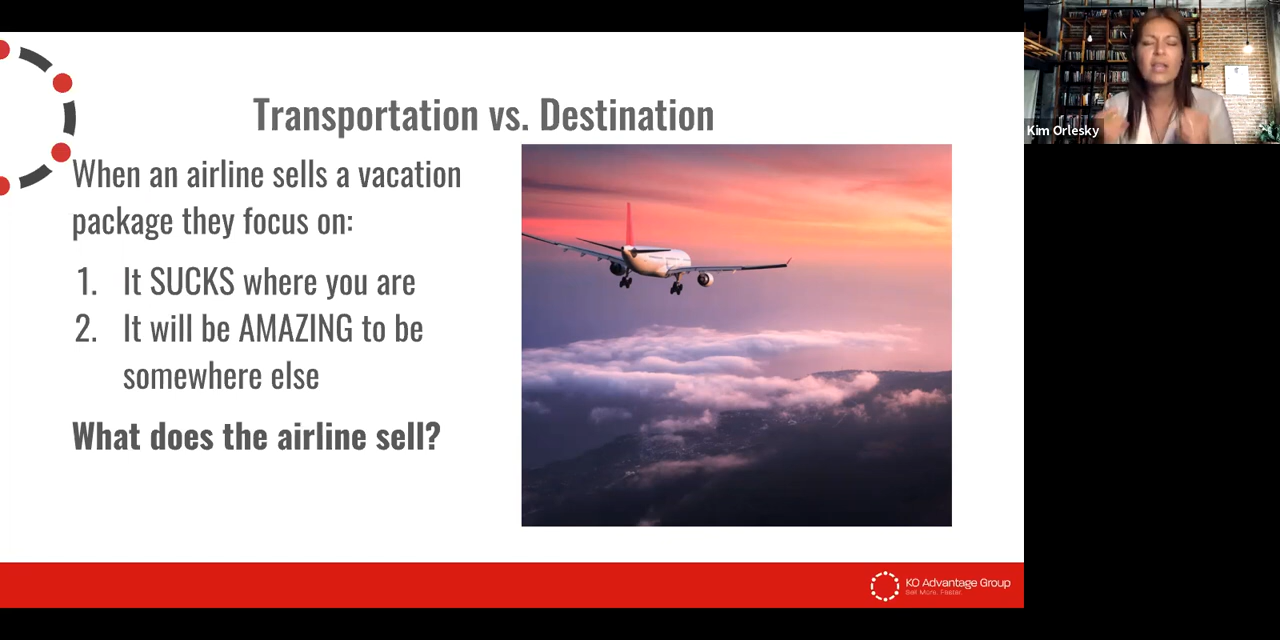 Transportation vs. Destination
When an airline sells a vacation
package they focus on:
1. It SUCKS where you are
2. It will be AMAZING to be
somewhere else
What does the airline sell?
KO Advantage Group
Sell More. Faster.
Kim Orlesky